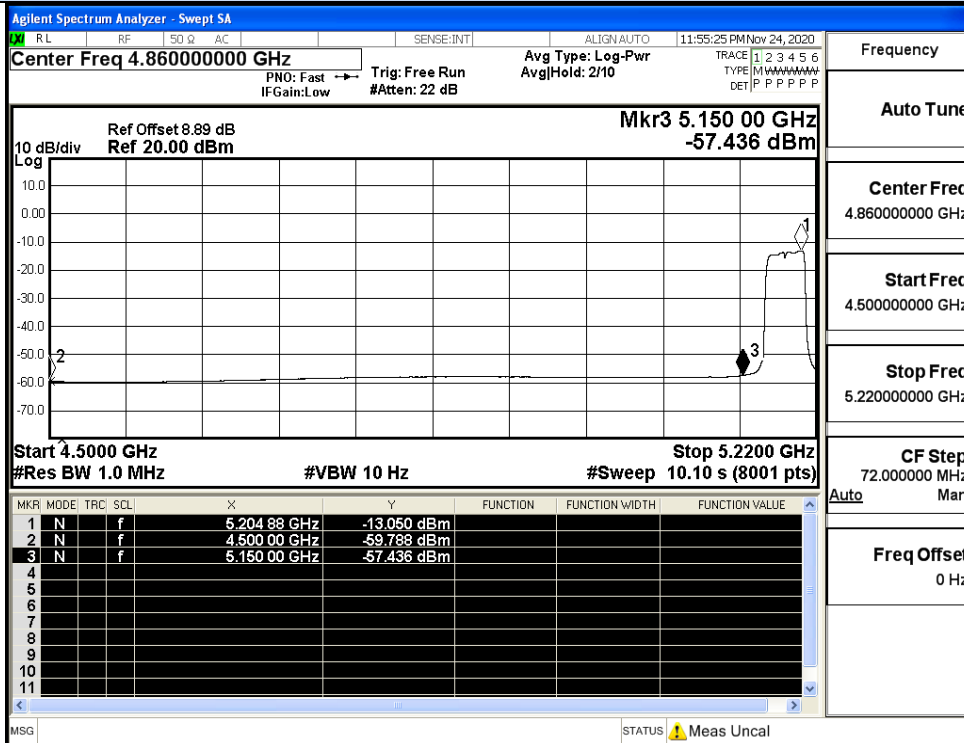 Agilent Spectrum Analyzer - Swept SA
LXI RL RF 50 Ω AC SENSE:INT ALIGN AUTO 11:55:25 PM Nov 24, 2020
Center Freq 4.860000000 GHz
PNO: Fast
IFGain:Low
Trig: Free Run
#Atten: 22 dB
Avg Type: Log-Pwr
Avg|Hold: 2/10
TRACE 1 2 3 4 5 6
TYPE M W W W W W
DET P P P P P P
Mkr3 5.150 00 GHz
-57.436 dBm
Ref Offset 8.89 dB
10 dB/div Ref 20.00 dBm
Log
10.0
0.00
-10.0
-20.0
-30.0
-40.0
-50.0
-60.0
-70.0
1
2
3
Start 4.5000 GHz Stop 5.2200 GHz
#Res BW 1.0 MHz #VBW 10 Hz #Sweep 10.10 s (8001 pts)
MKR MODE TRC SCL X Y FUNCTION FUNCTION WIDTH FUNCTION VALUE
1 N f 5.204 88 GHz -13.050 dBm
2 N f 4.500 00 GHz -59.788 dBm
3 N f 5.150 00 GHz -57.436 dBm
4
5
6
7
8
9
10
11
MSG STATUS Meas Uncal
Frequency
Auto Tune
Center Freq
4.860000000 GHz
Start Freq
4.500000000 GHz
Stop Freq
5.220000000 GHz
CF Step
72.000000 MHz
Auto Man
Freq Offset
0 Hz